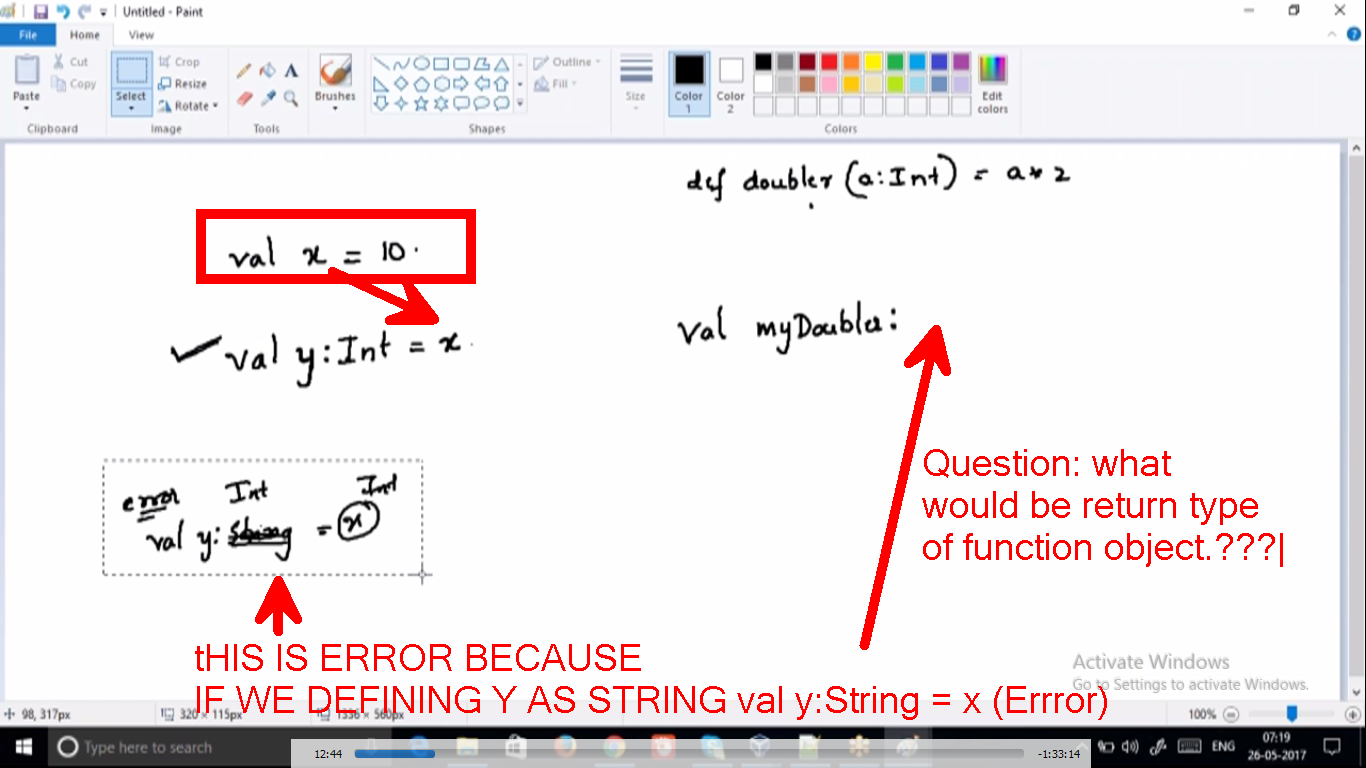 Untitled - Paint
File Home View
Paste
Cut
Copy
Clipboard
Select
Crop
Resize
Rotate
Image
Tools
Brushes
Shapes
Outline
Fill
Size
Color 1
Color 2
Colors
Edit colors
def doubler (a:Int) = a * 2
val x = 10.
val y:Int = x.
val myDoubler:
error Int Int
val y: String = x
Question: what
would be return type
of function object.???|
tHIS IS ERROR BECAUSE
IF WE DEFINING Y AS STRING val y:String = x (Errror)
Activate Windows
Go to Settings to activate Windows.
98, 317px
320 × 115px
1336 × 560px
100%
Type here to search
12:44
-1:33:14
ENG
07:19
26-05-2017